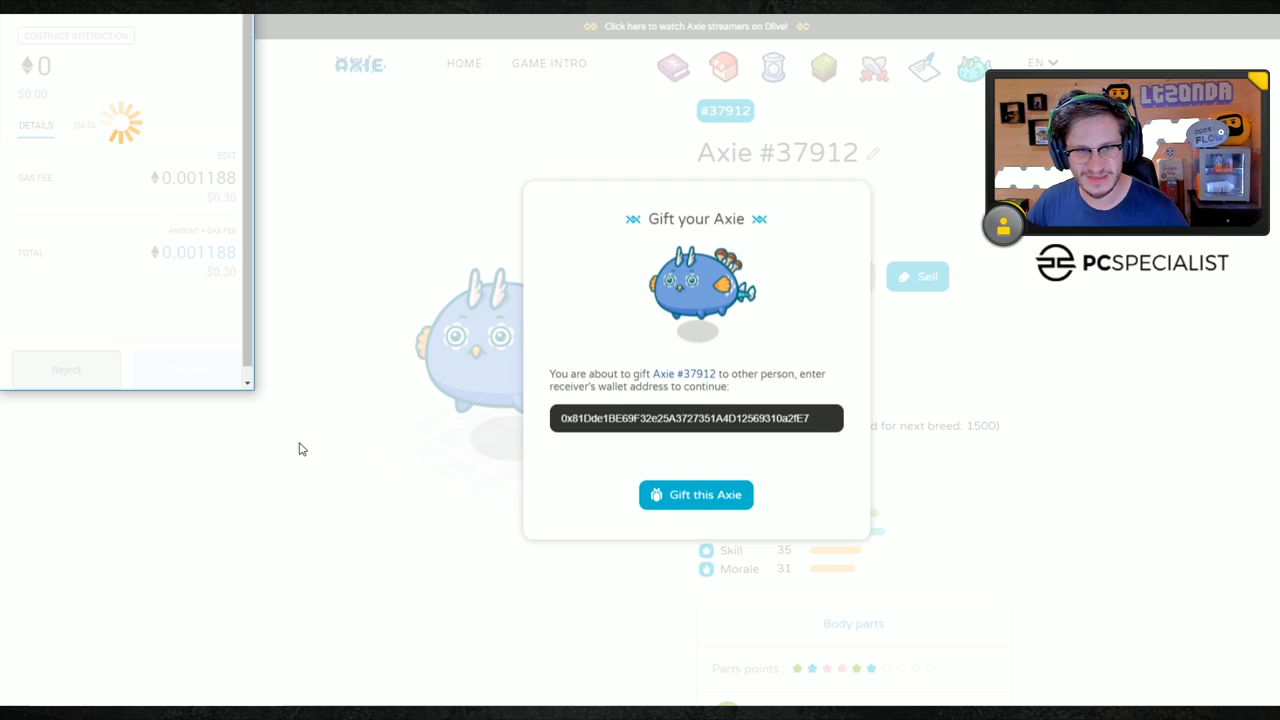 Click here to watch Axie streamers on Dlive!
CONTRACT INTERACTION
0
$0.00
DETAILS
DATA
EDIT
GAS FEE
0.001188
$0.30
AMOUNT + GAS FEE
TOTAL
0.001188
$0.30
Reject
AXIE
HOME
GAME INTRO
EN
#37912
Axie #37912
Gift your Axie
Sell
You are about to gift Axie #37912 to other person, enter
receiver's wallet address to continue:
0x81Dde1BE69F32e25A3727351A4D12569310a2fE7
d for next breed: 1500)
Gift this Axie
Skill 35
Morale 31
Body parts
Parts points :
LTZONDA
CODE
FLOW
PCSPECIALIST